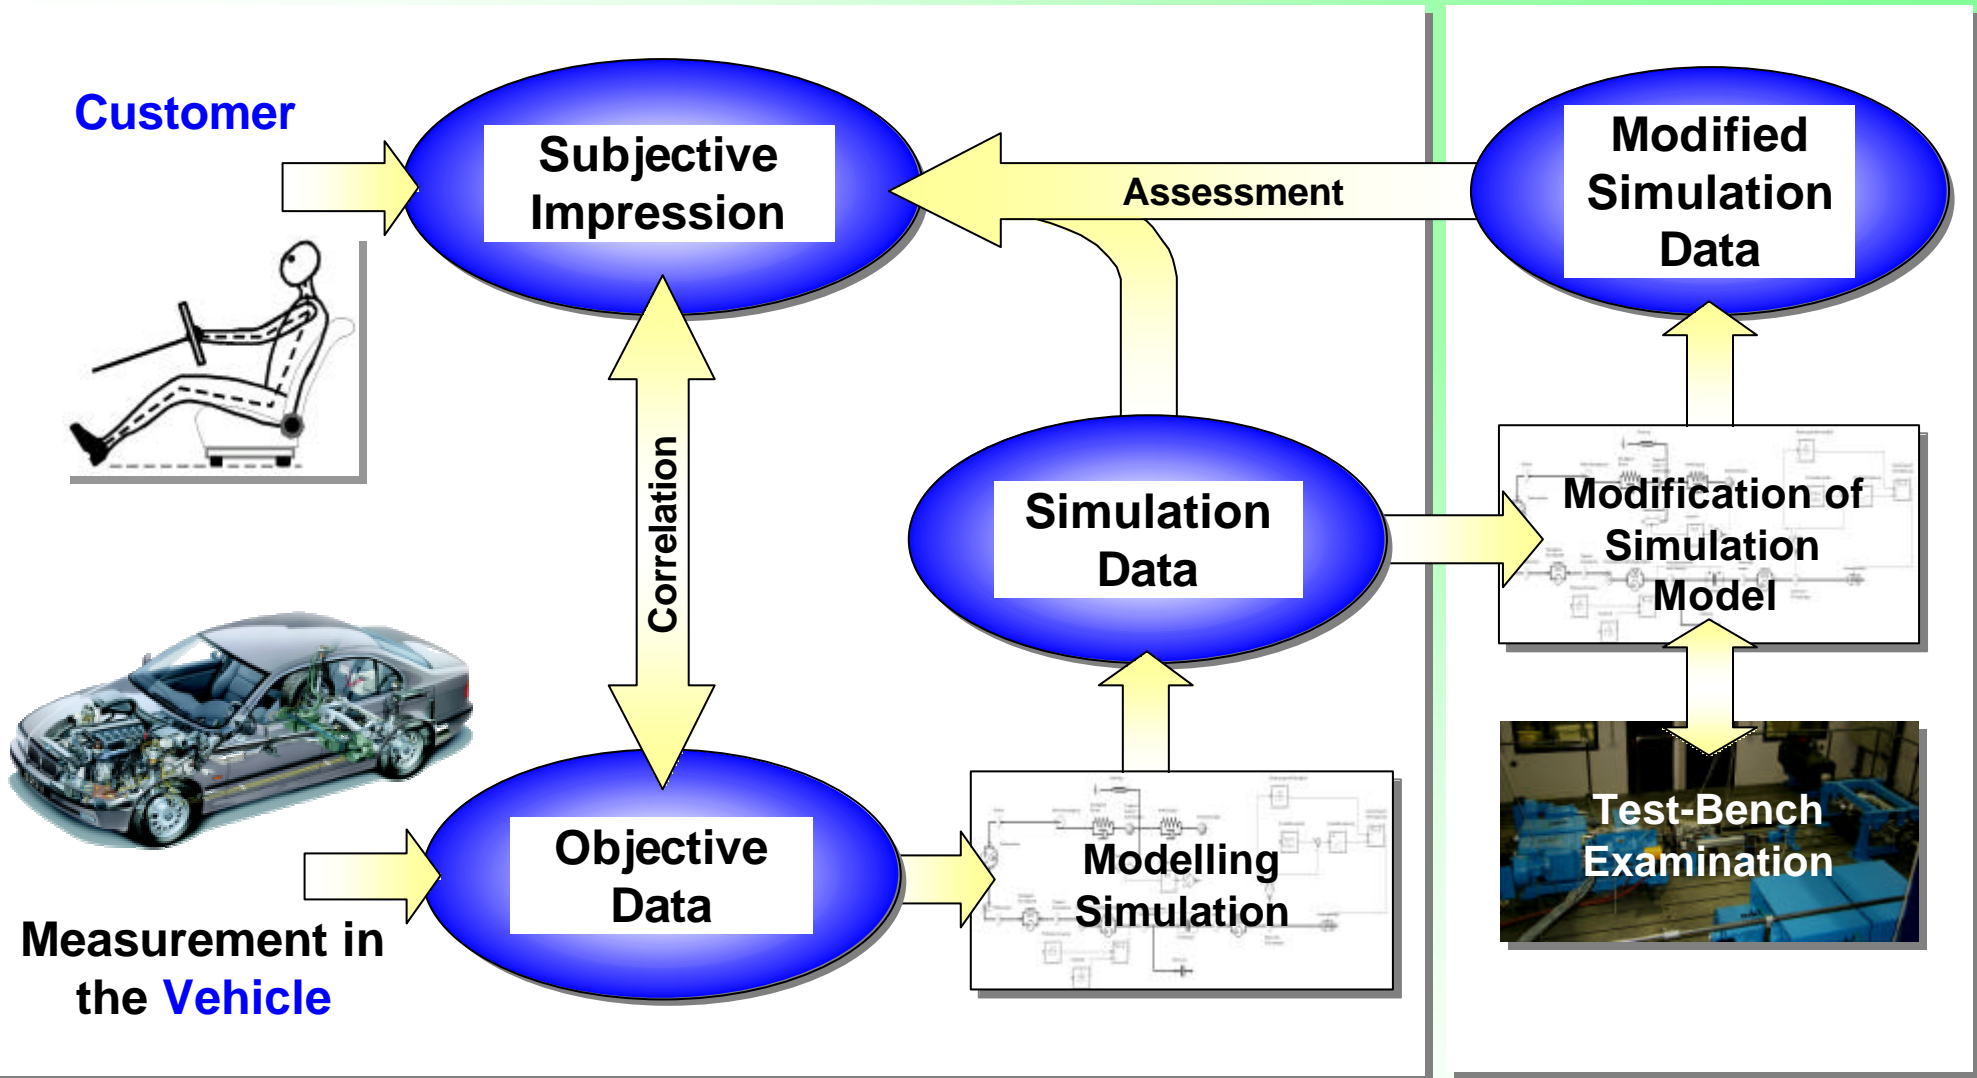 Customer
Subjective
Impression
Assessment
Modified
Simulation
Data
Correlation
Simulation
Data
Modification of
Simulation
Model
Objective
Data
Modelling
Simulation
Test-Bench
Examination
Measurement in
the Vehicle